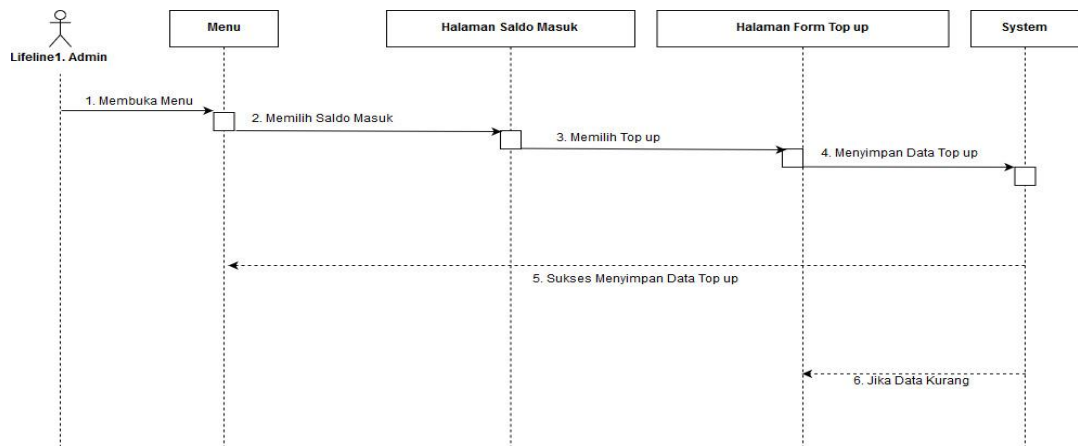 Menu
Halaman Saldo Masuk
Halaman Form Top up
System
Lifeline1. Admin
1. Membuka Menu
2. Memilih Saldo Masuk
3. Memilih Top up
4. Menyimpan Data Top up
5. Sukses Menyimpan Data Top up
6. Jika Data Kurang